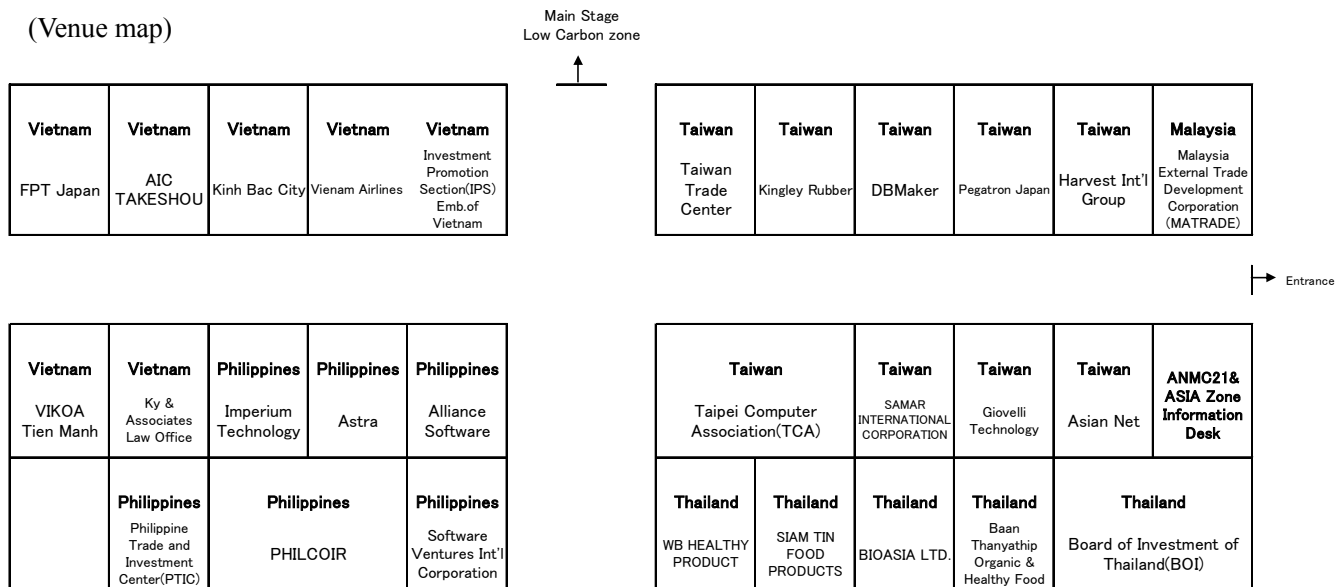 (Venue map)
Main Stage
Low Carbon zone
Vietnam
FPT Japan
Vietnam
AIC
TAKESHOU
Vietnam
Kinh Bac City
Vietnam
Vienam Airlines
Vietnam
Investment
Promotion
Section(IPS)
Emb.of
Vietnam
Taiwan
Taiwan
Trade
Center
Taiwan
Kingley Rubber
Taiwan
DBMaker
Taiwan
Pegatron Japan
Taiwan
Harvest Int'l
Group
Malaysia
Malaysia
External Trade
Development
Corporation
(MATRADE)
Entrance
Vietnam
VIKOA
Tien Manh
Vietnam
Ky &
Associates
Law Office
Philippines
Imperium
Technology
Philippines
Astra
Philippines
Alliance
Software
Taiwan
Taipei Computer
Association(TCA)
Taiwan
SAMAR
INTERNATIONAL
CORPORATION
Taiwan
Giovelli
Technology
Taiwan
Asian Net
ANMC21&
ASIA Zone
Information
Desk
Philippines
Philippine
Trade and
Investment
Center(PTIC)
Philippines
PHILCOIR
Philippines
Software
Ventures Int'l
Corporation
Thailand
WB HEALTHY
PRODUCT
Thailand
SIAM TIN
FOOD
PRODUCTS
Thailand
BIOASIA LTD.
Thailand
Baan
Thanyathip
Organic &
Healthy Food
Thailand
Board of Investment of
Thailand(BOI)